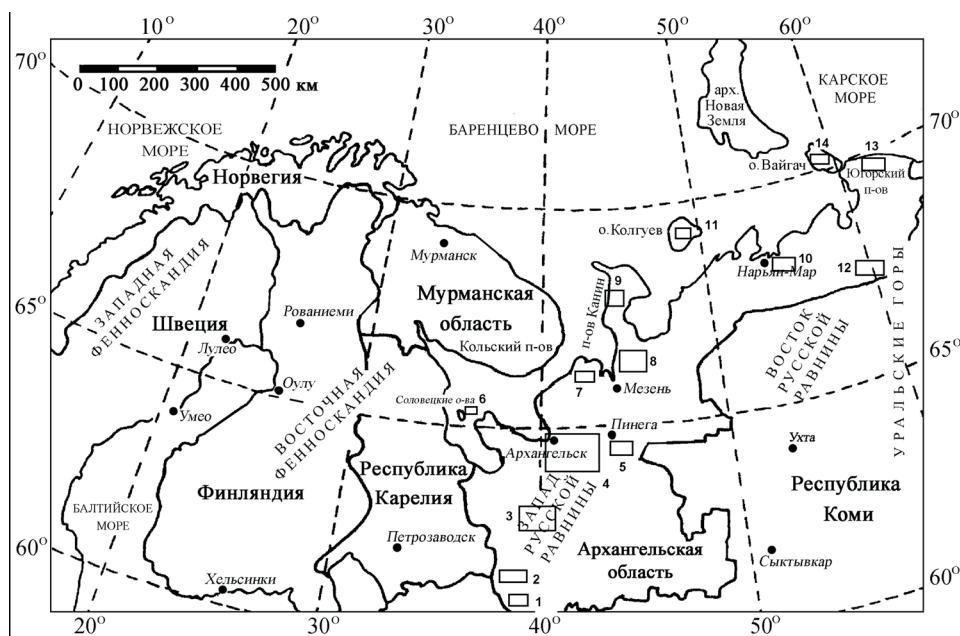 10° 20° 30° 40° 50° 60°
70°
0 100 200 300 400 500 КМ
арх.
Новая
Земля
КАРСКОЕ
МОРЕ
НОРВЕЖСКОЕ
МОРЕ
БАРЕНЦЕВО МОРЕ
70°
14
13
о. Вайгач
Югорский
п-ов
Норвегия
о. Колгуев
11
Мурманск
10
Нарьян-Мар
12
9
п-ов Канин
ЗАПАДНАЯ
ФЕННОСКАНДИЯ
Мурманская
область
Кольский п-ов
65°
Швеция
Рованиеми
Лулео
8
7
Мезень
ВОСТОК
РУССКОЙ
РАВНИНЫ
УРАЛЬСКИЕ ГОРЫ
65°
Оулу
Умео
ВОСТОЧНАЯ
ФЕННОСКАНДИЯ
Соловецкие о-ва
6
Пинега
Архангельск
5
4
Ухта
Республика
Карелия
Финляндия
Республика
Коми
БАЛТИЙСКОЕ
МОРЕ
3
ЗАПАД
РУССКОЙ
РАВНИНЫ
Петрозаводск
Архангельская
область
Сыктывкар
60°
2
Хельсинки
1
60°
20° 30° 40° 50°